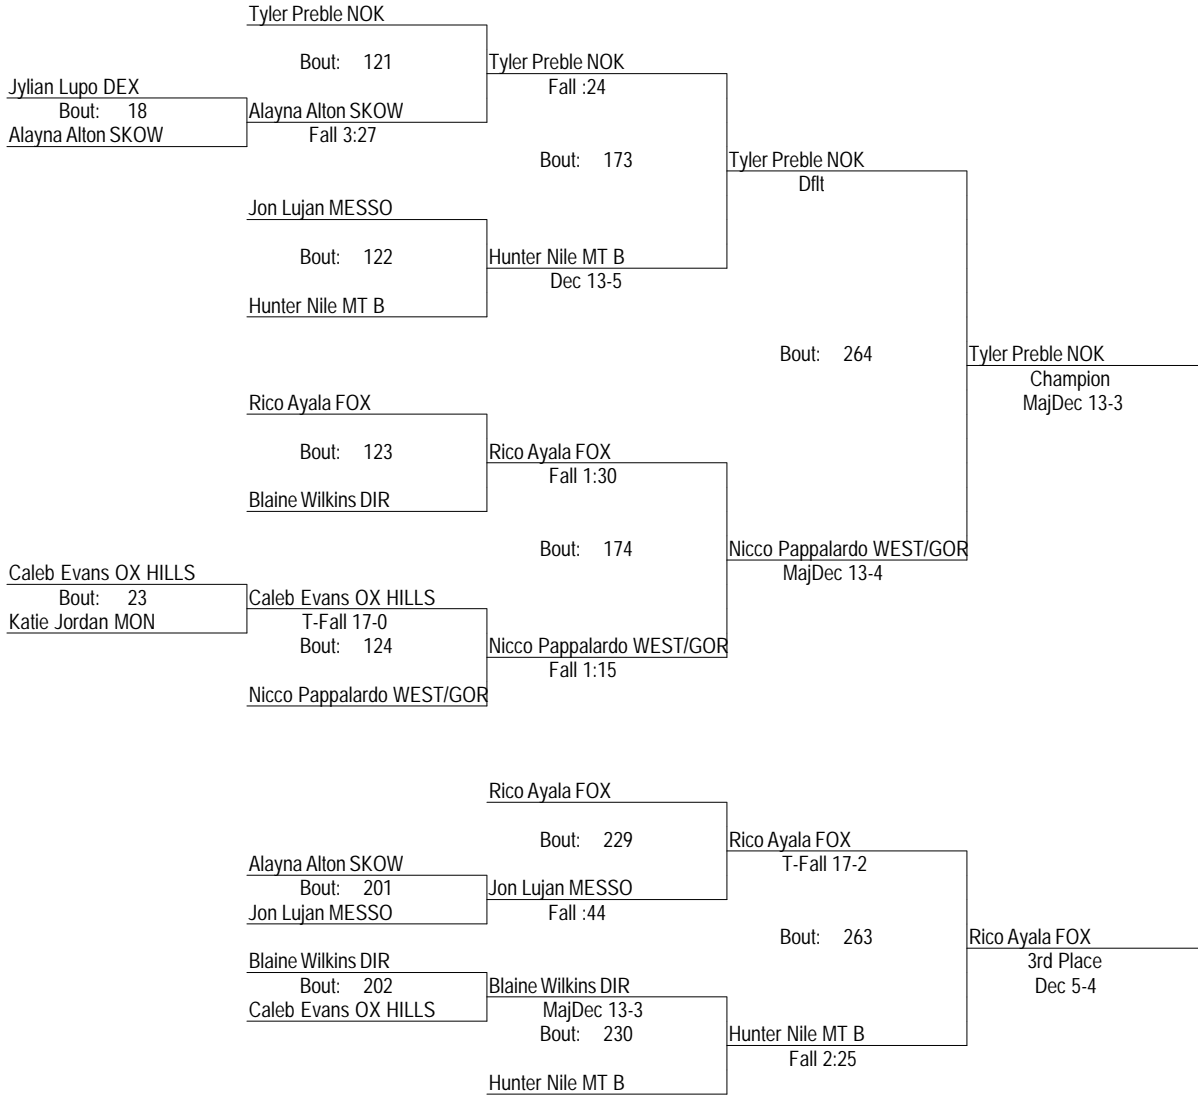 Tyler Preble NOK
Bout: 121
Tyler Preble NOK
Fall :24
Jylian Lupo DEX
Bout: 18
Alayna Alton SKOW
Alayna Alton SKOW
Fall 3:27
Bout: 173
Tyler Preble NOK
Dflt
Jon Lujan MESSO
Bout: 122
Hunter Nile MT B
Dec 13-5
Hunter Nile MT B
Bout: 264
Tyler Preble NOK
Champion
MajDec 13-3
Rico Ayala FOX
Bout: 123
Rico Ayala FOX
Fall 1:30
Blaine Wilkins DIR
Bout: 174
Nicco Pappalardo WEST/GOR
MajDec 13-4
Caleb Evans OX HILLS
Bout: 23
Katie Jordan MON
Caleb Evans OX HILLS
T-Fall 17-0
Bout: 124
Nicco Pappalardo WEST/GOR
Fall 1:15
Nicco Pappalardo WEST/GOR
Rico Ayala FOX
Bout: 229
Rico Ayala FOX
T-Fall 17-2
Alayna Alton SKOW
Bout: 201
Jon Lujan MESSO
Jon Lujan MESSO
Fall :44
Bout: 263
Rico Ayala FOX
3rd Place
Dec 5-4
Blaine Wilkins DIR
Bout: 202
Caleb Evans OX HILLS
Blaine Wilkins DIR
MajDec 13-3
Bout: 230
Hunter Nile MT B
Fall 2:25
Hunter Nile MT B